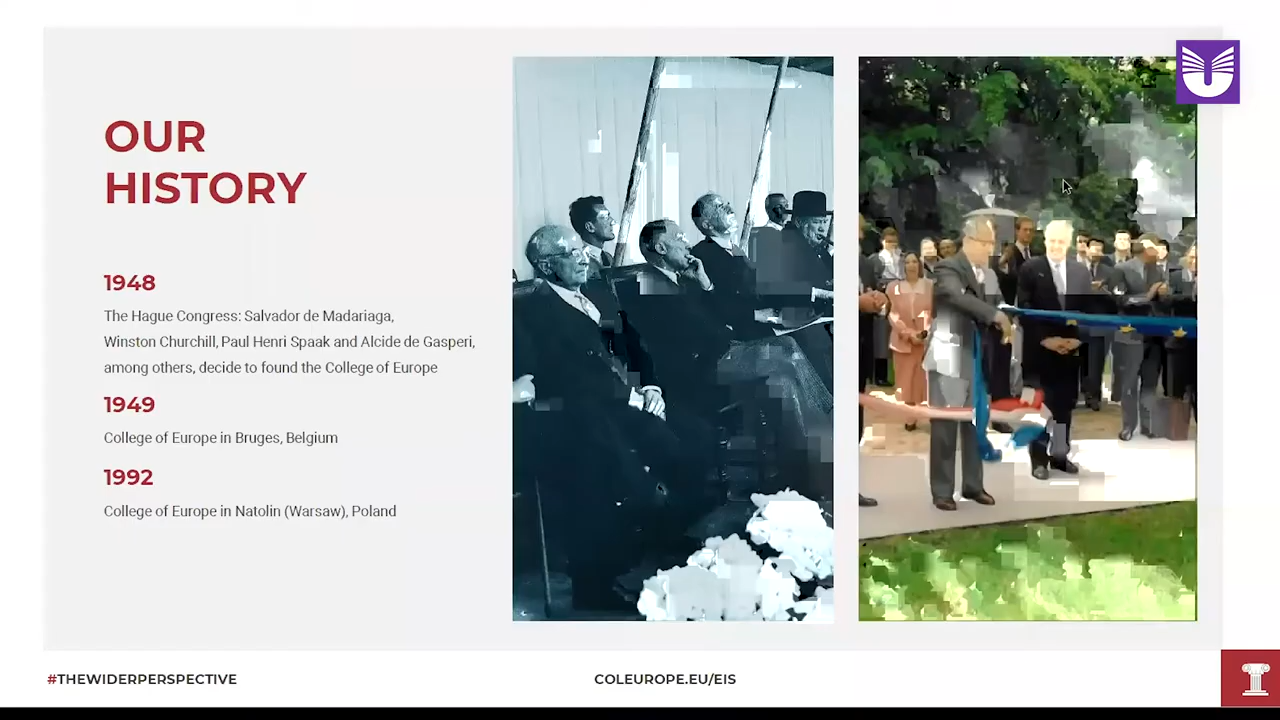 OUR
HISTORY
1948
The Hague Congress: Salvador de Madariaga,
Winston Churchill, Paul Henri Spaak and Alcide de Gasperi,
among others, decide to found the College of Europe
1949
College of Europe in Bruges, Belgium
1992
College of Europe in Natolin (Warsaw), Poland
#THEWIDERPERSPECTIVE
COLEUROPE.EU/EIS